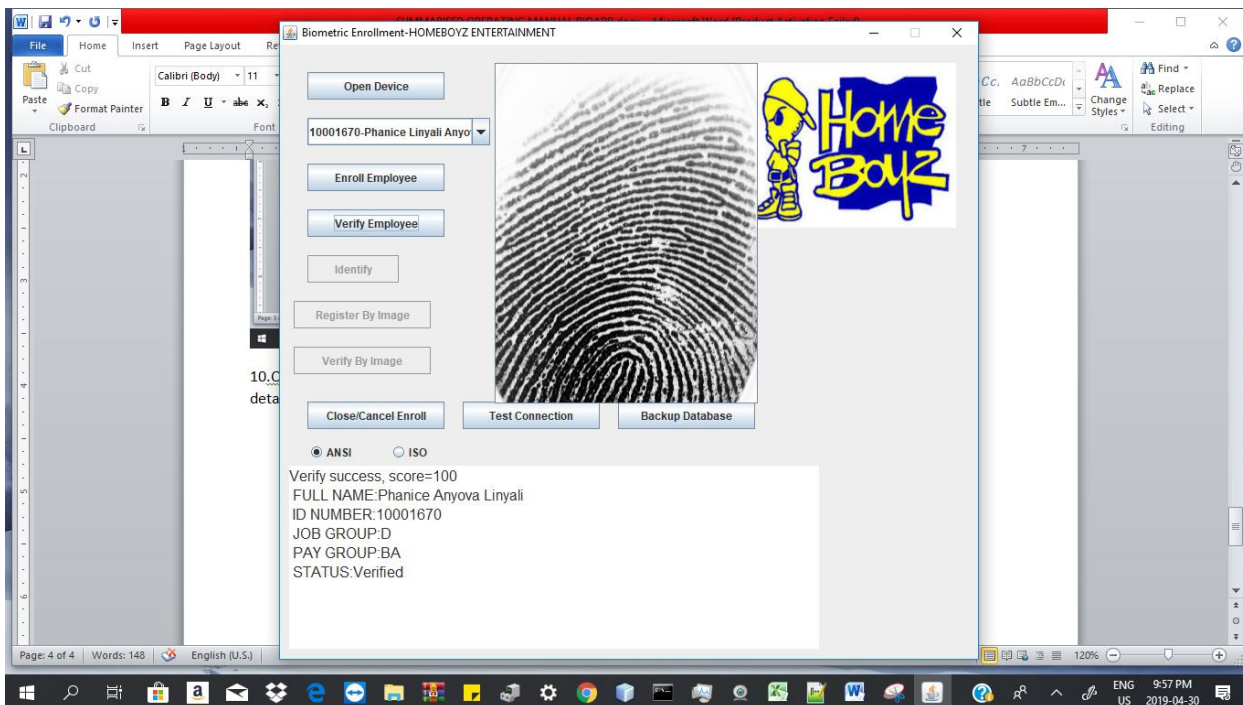 Biometric Enrollment-HOMEBOYZ ENTERTAINMENT
File Home Insert Page Layout
Cut
Copy
Paste
Format Painter
Clipboard
Calibri (Body) 11
B I U abc
Font
Find
Replace
Select
Editing
Change
Styles
AaBbCcDc
Subtle Em...
Open Device
10001670-Phanice Linyali Anyo
Enroll Employee
Verify Employee
Identify
Register By Image
Verify By Image
Close/Cancel Enroll Test Connection Backup Database
ANSI ISO
Home
Boyz
Verify success, score=100
FULL NAME:Phanice Anyova Linyali
ID NUMBER:10001670
JOB GROUP:D
PAY GROUP:BA
STATUS:Verified
Page: 4 of 4 Words: 148 English (U.S.) 120%
ENG 9:57 PM
US 2019-04-30